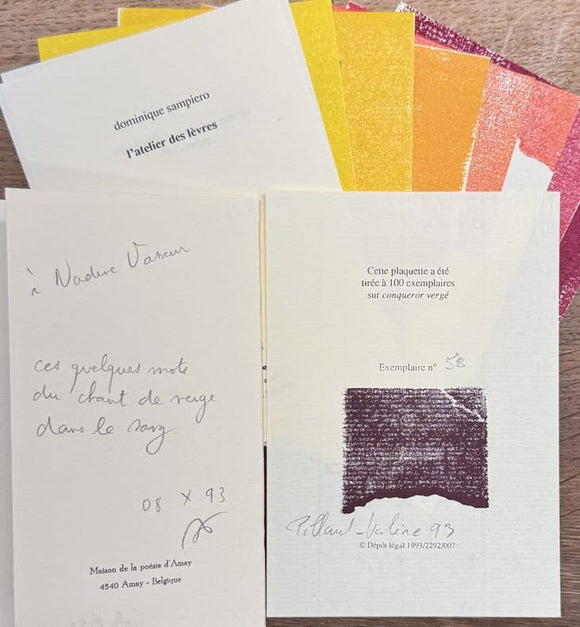 dominique sampiero
l'atelier des lèvres
à Nadine Vasseur
ces quelques mots
du chant de neige
dans le sang
08 X 93
Maison de la poésie d'Amay
4540 Amay - Belgique
Cette plaquette a été
tirée à 100 exemplaires
sur conqueror vergé
Exemplaire n° 58
93
© Dépôt légal 1993/2292/007